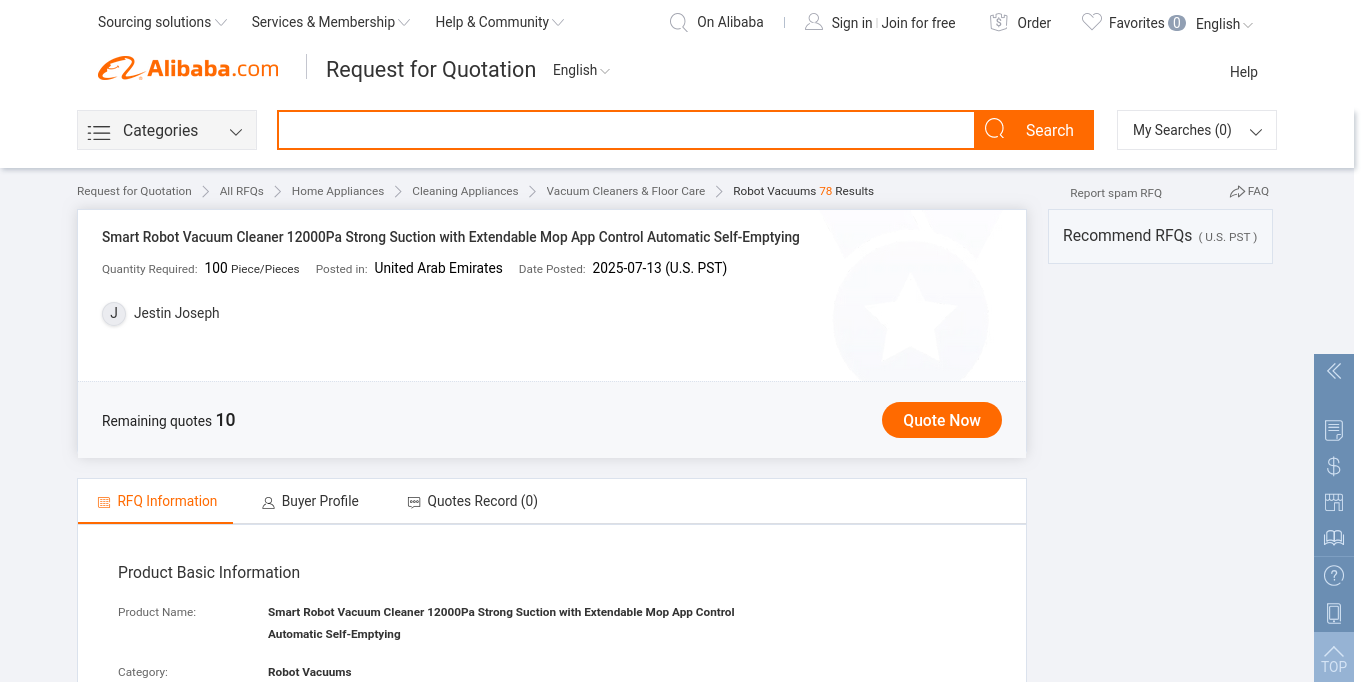 Sourcing solutions Services & Membership Help & Community On Alibaba Sign in Join for free Order Favorites 0 English
Alibaba.com Request for Quotation English Help
Categories Search My Searches (0)
Request for Quotation All RFQs Home Appliances Cleaning Appliances Vacuum Cleaners & Floor Care Robot Vacuums 78 Results Report spam RFQ FAQ
Smart Robot Vacuum Cleaner 12000Pa Strong Suction with Extendable Mop App Control Automatic Self-Emptying
Recommend RFQs ( U.S. PST )
Quantity Required: 100 Piece/Pieces Posted in: United Arab Emirates Date Posted: 2025-07-13 (U.S. PST)
J Jestin Joseph
Remaining quotes 10 Quote Now
RFQ Information Buyer Profile Quotes Record (0)
Product Basic Information
Product Name: Smart Robot Vacuum Cleaner 12000Pa Strong Suction with Extendable Mop App Control
Automatic Self-Emptying
Category: Robot Vacuums
TOP